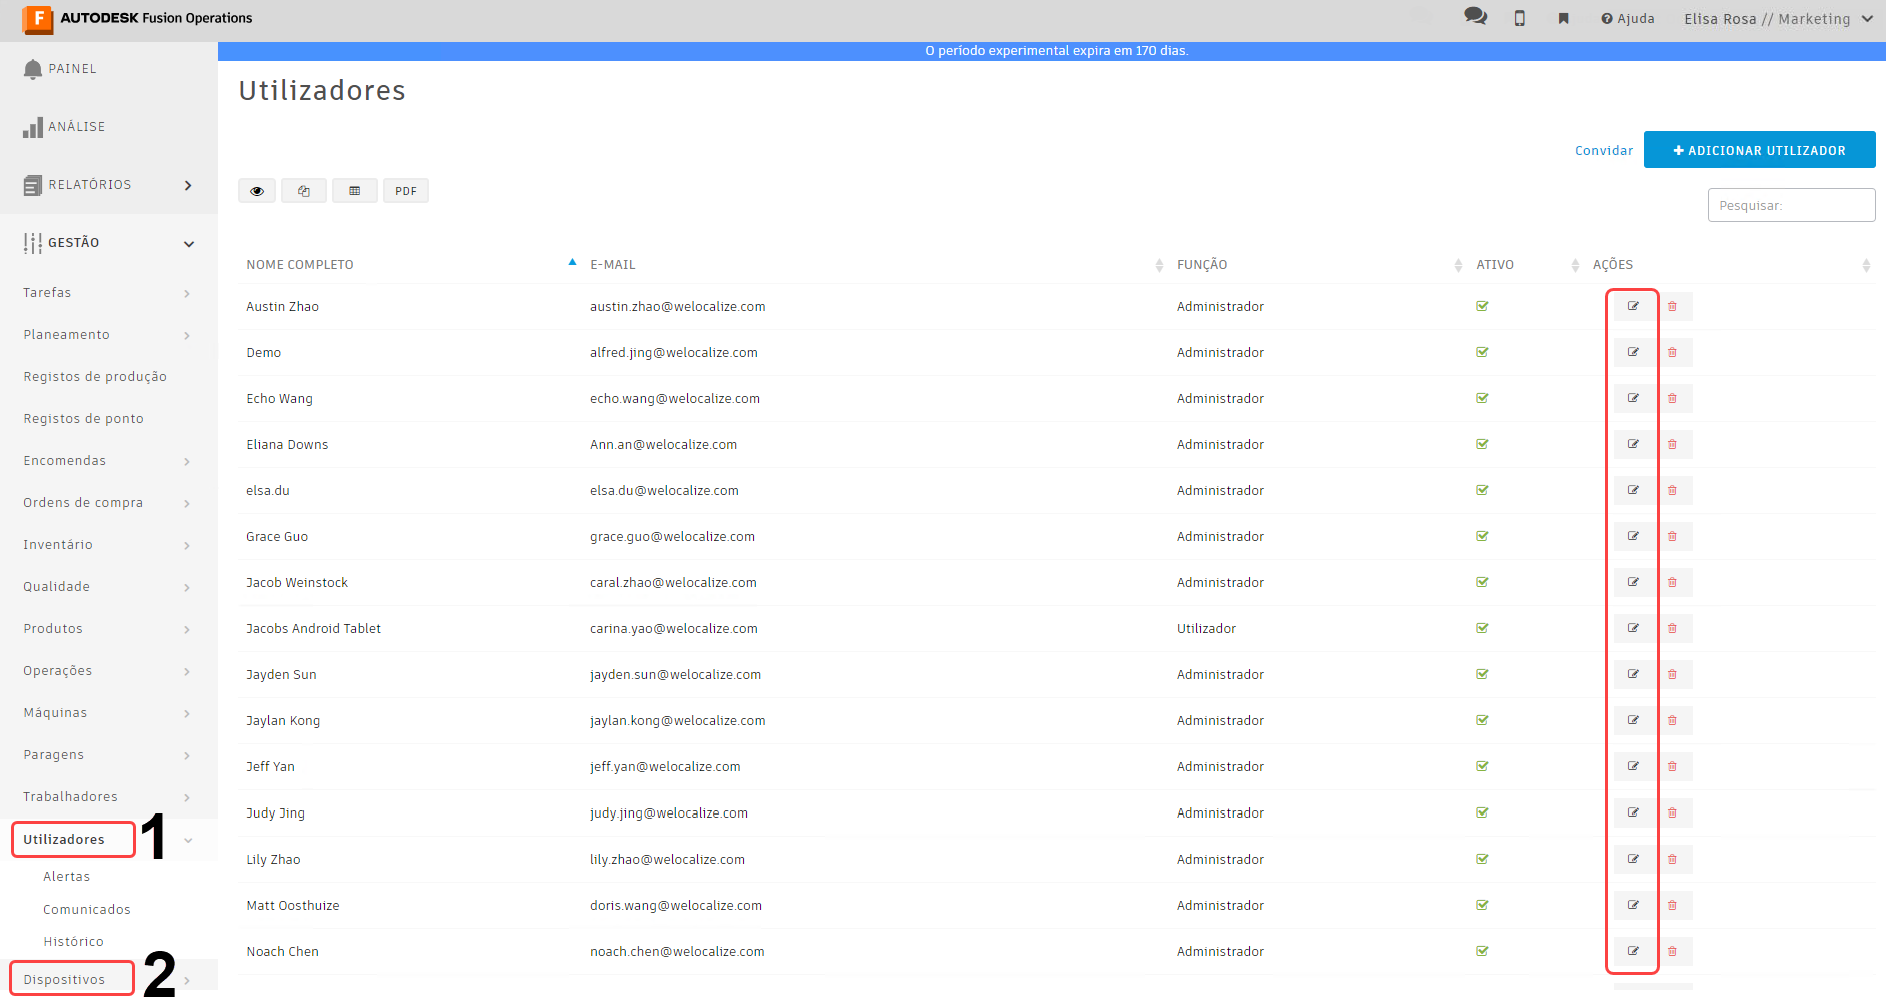 F AUTODESK Fusion Operations
Ajuda
Elisa Rosa // Marketing
O período experimental expira em 170 dias.
PAINEL
ANÁLISE
RELATÓRIOS
GESTÃO
Tarefas
Planeamento
Registos de produção
Registos de ponto
Encomendas
Ordens de compra
Inventário
Qualidade
Produtos
Operações
Máquinas
Paragens
Trabalhadores
Utilizadores 1
Alertas
Comunicados
Histórico
Dispositivos 2
Utilizadores
Convidar
ADICIONAR UTILIZADOR
PDF
Pesquisar:
NOME COMPLETO E-MAIL FUNÇÃO ATIVO AÇÕES
Austin Zhao austin.zhao@welocalize.com Administrador
Demo alfred.jing@welocalize.com Administrador
Echo Wang echo.wang@welocalize.com Administrador
Eliana Downs Ann.an@welocalize.com Administrador
elsa.du elsa.du@welocalize.com Administrador
Grace Guo grace.guo@welocalize.com Administrador
Jacob Weinstock caral.zhao@welocalize.com Administrador
Jacobs Android Tablet carina.yao@welocalize.com Utilizador
Jayden Sun jayden.sun@welocalize.com Administrador
Jaylan Kong jaylan.kong@welocalize.com Administrador
Jeff Yan jeff.yan@welocalize.com Administrador
Judy Jing judy.jing@welocalize.com Administrador
Lily Zhao lily.zhao@welocalize.com Administrador
Matt Oosthuize doris.wang@welocalize.com Administrador
Noach Chen noach.chen@welocalize.com Administrador